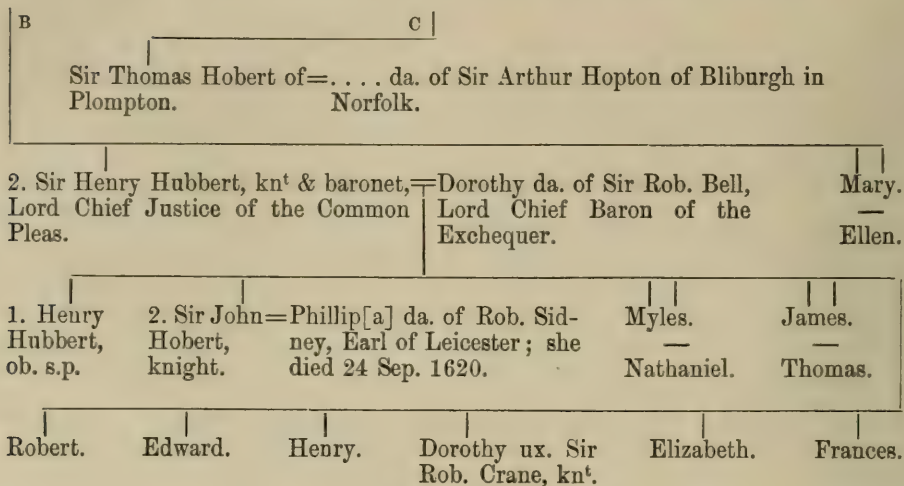 B C
Sir Thomas Hobert of=. . . . da. of Sir Arthur Hopton of Bliburgh in
Plompton. Norfolk.
2. Sir Henry Hubbert, knᵗ & baronet,=Dorothy da. of Sir Rob. Bell, Mary.
Lord Chief Justice of the Common Lord Chief Baron of the —
Pleas. Exchequer. Ellen.
1. Henry 2. Sir John=Phillip[a] da. of Rob. Sid- Myles. James.
Hubbert, Hobert, ney, Earl of Leicester; she — —
ob. s.p. knight. died 24 Sep. 1620. Nathaniel. Thomas.
Robert. Edward. Henry. Dorothy ux. Sir Elizabeth. Frances.
Rob. Crane, knᵗ.